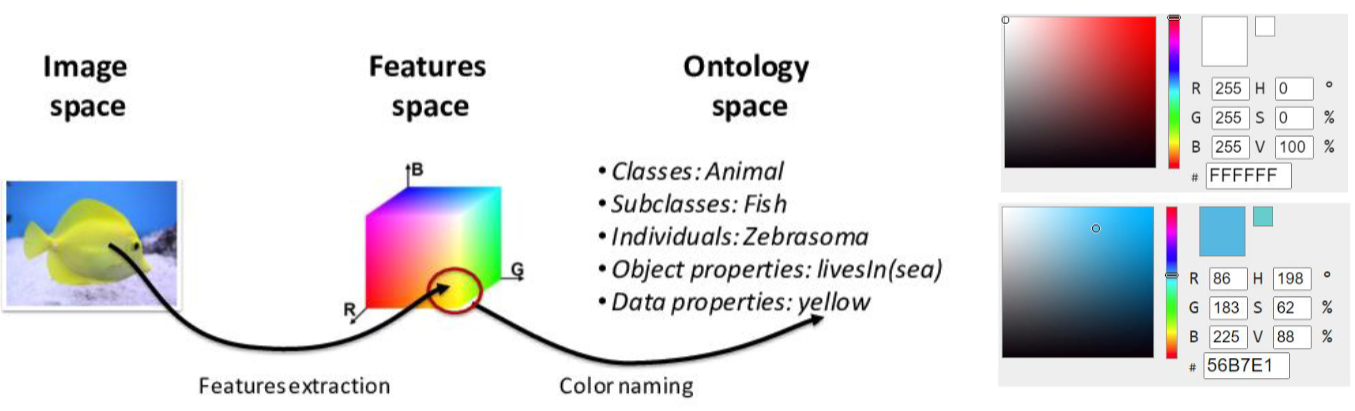 Image
space
Features
space
Ontology
space
B
G
R
• Classes: Animal
• Subclasses: Fish
• Individuals: Zebrasoma
• Object properties: livesIn(sea)
• Data properties: yellow
Features extraction
Color naming
R 255 H 0 °
G 255 S 0 %
B 255 V 100 %
# FFFFFF
R 86 H 198 °
G 183 S 62 %
B 225 V 88 %
# 56B7E1